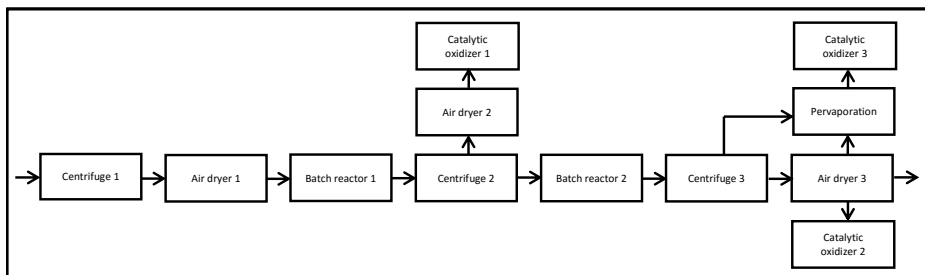 Catalytic
oxidizer 1
Catalytic
oxidizer 3
Air dryer 2
Pervaporation
Centrifuge 1
Air dryer 1
Batch reactor 1
Centrifuge 2
Batch reactor 2
Centrifuge 3
Air dryer 3
Catalytic
oxidizer 2